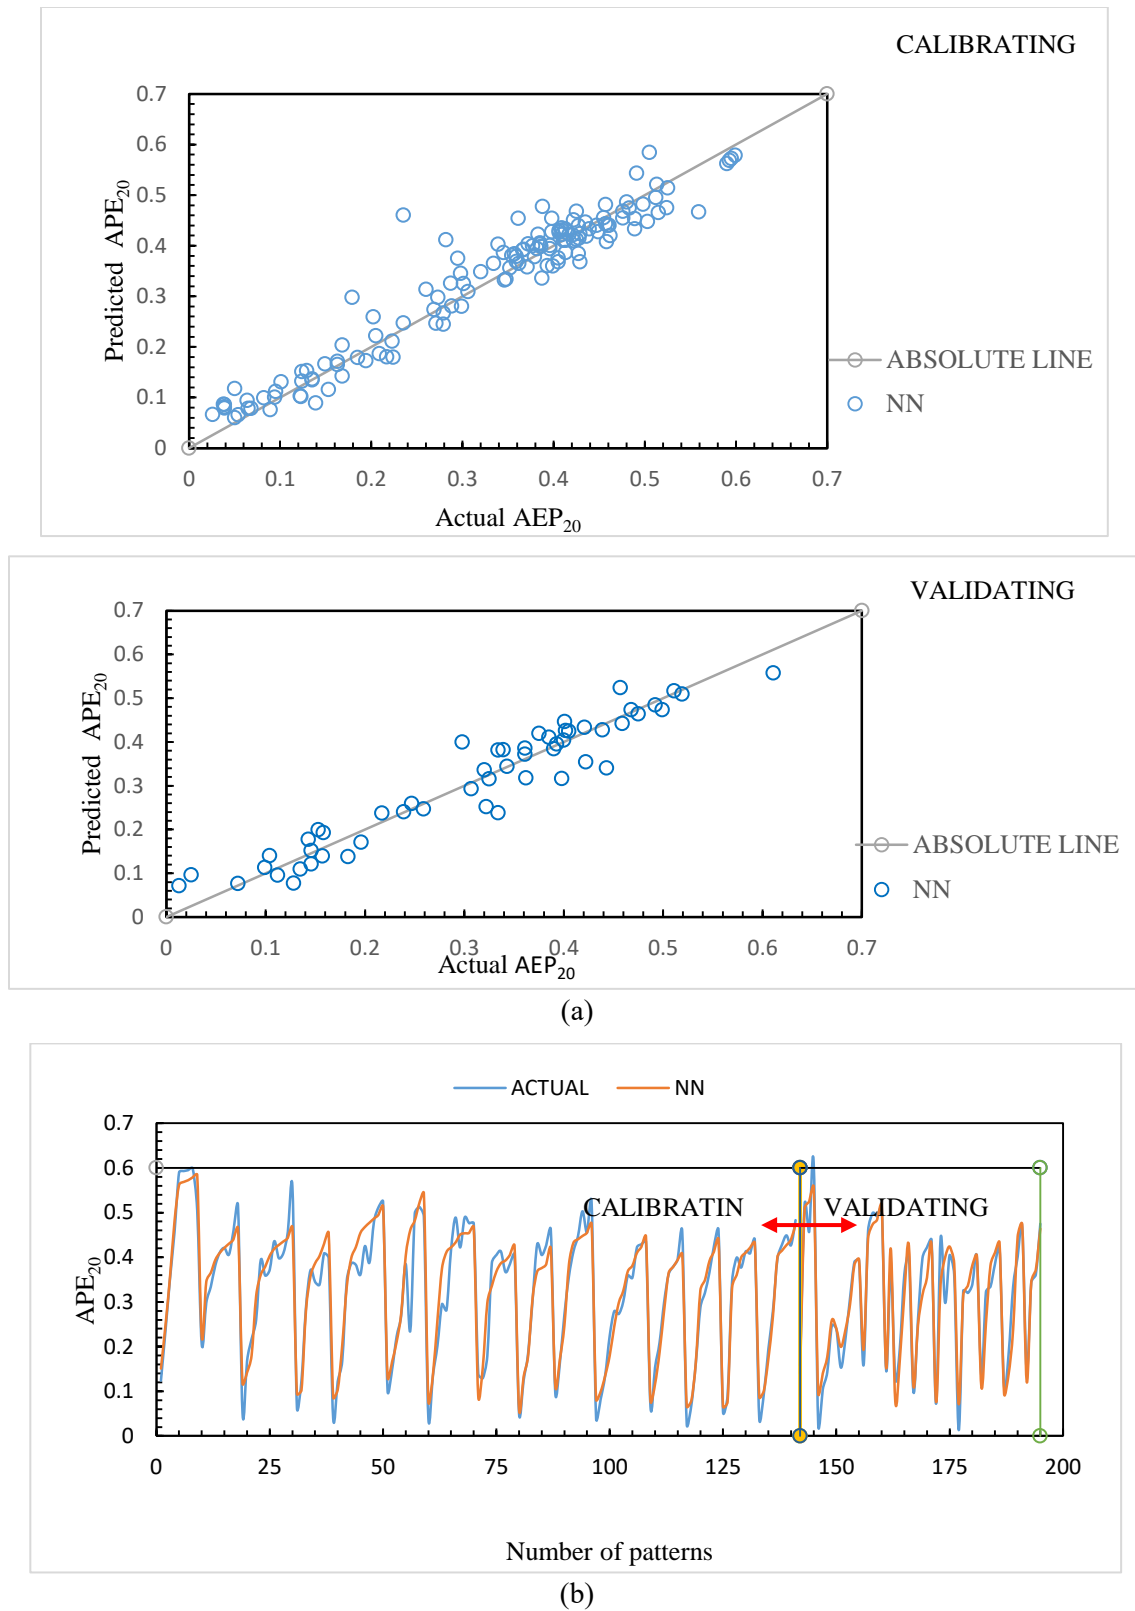 CALIBRATING
0.7
0.6
0.5
0.4
0.3
0.2
0.1
0
Predicted APE20
0 0.1 0.2 0.3 0.4 0.5 0.6 0.7
Actual AEP20
ABSOLUTE LINE
NN
VALIDATING
0.7
0.6
0.5
0.4
0.3
0.2
0.1
0
Predicted APE20
0 0.1 0.2 0.3 0.4 0.5 0.6 0.7
Actual AEP20
ABSOLUTE LINE
NN
(a)
ACTUAL NN
0.7
0.6
0.5
0.4
0.3
0.2
0.1
0
APE20
CALIBRATIN VALIDATING
0 25 50 75 100 125 150 175 200
Number of patterns
(b)